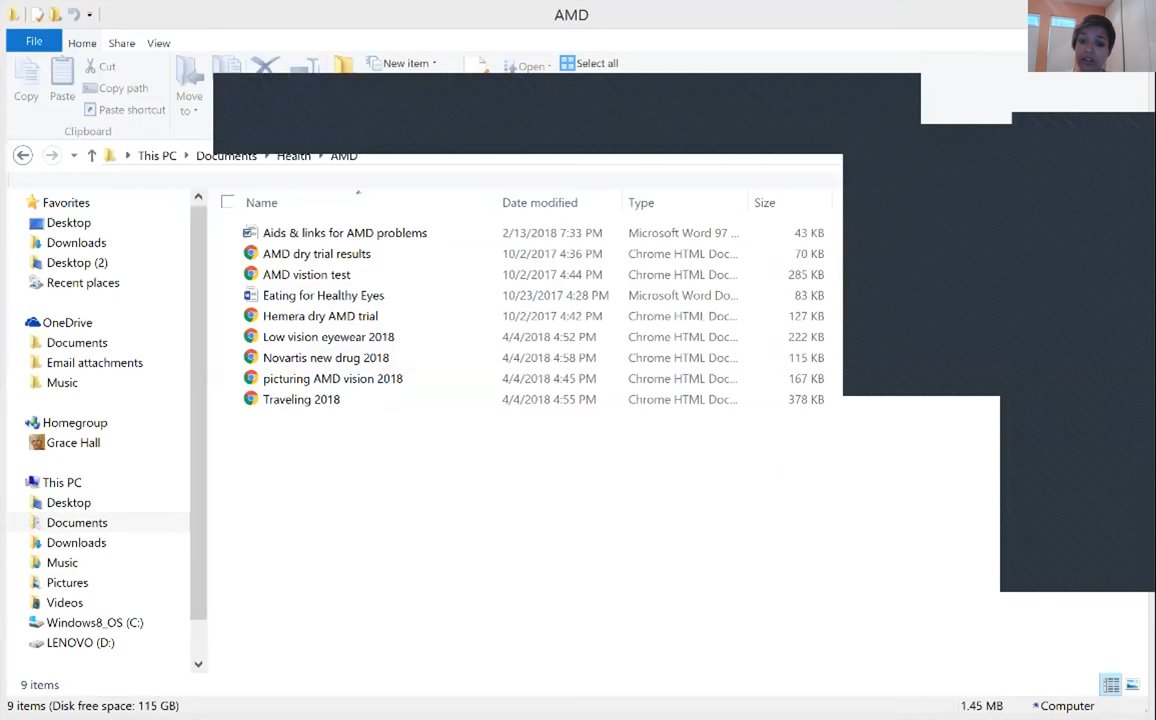 AMD
File Home Share View
Copy
Paste
Cut
Copy path
Paste shortcut
Move
to
New item
Open
Select all
Clipboard
This PC Documents Health AMD
Name Date modified Type Size
Aids & links for AMD problems 2/13/2018 7:33 PM Microsoft Word 97 ... 43 KB
AMD dry trial results 10/2/2017 4:36 PM Chrome HTML Doc... 70 KB
AMD vistion test 10/2/2017 4:44 PM Chrome HTML Doc... 285 KB
Eating for Healthy Eyes 10/23/2017 4:28 PM Microsoft Word Do... 83 KB
Hemera dry AMD trial 10/2/2017 4:42 PM Chrome HTML Doc... 127 KB
Low vision eyewear 2018 4/4/2018 4:52 PM Chrome HTML Doc... 222 KB
Novartis new drug 2018 4/4/2018 4:58 PM Chrome HTML Doc... 115 KB
picturing AMD vision 2018 4/4/2018 4:45 PM Chrome HTML Doc... 167 KB
Traveling 2018 4/4/2018 4:55 PM Chrome HTML Doc... 378 KB
Favorites
Desktop
Downloads
Desktop (2)
Recent places
OneDrive
Documents
Email attachments
Music
Homegroup
Grace Hall
This PC
Desktop
Documents
Downloads
Music
Pictures
Videos
Windows8_OS (C:)
LENOVO (D:)
9 items
9 items (Disk free space: 115 GB) 1.45 MB Computer